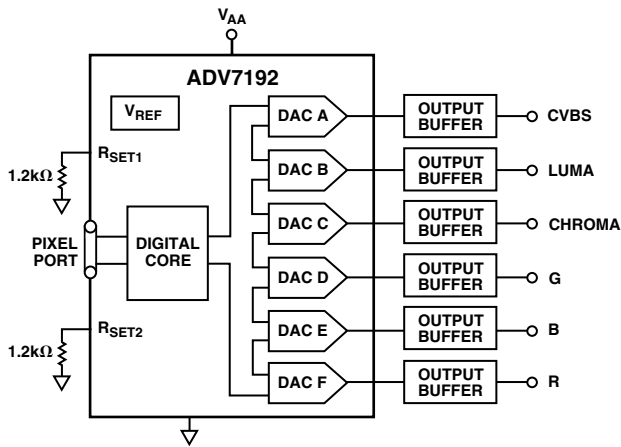 VAA
ADV7192
VREF
RSET1
1.2kΩ
PIXEL
PORT
DIGITAL
CORE
RSET2
1.2kΩ
DAC A
OUTPUT
BUFFER
CVBS
DAC B
OUTPUT
BUFFER
LUMA
DAC C
OUTPUT
BUFFER
CHROMA
DAC D
OUTPUT
BUFFER
G
DAC E
OUTPUT
BUFFER
B
DAC F
OUTPUT
BUFFER
R